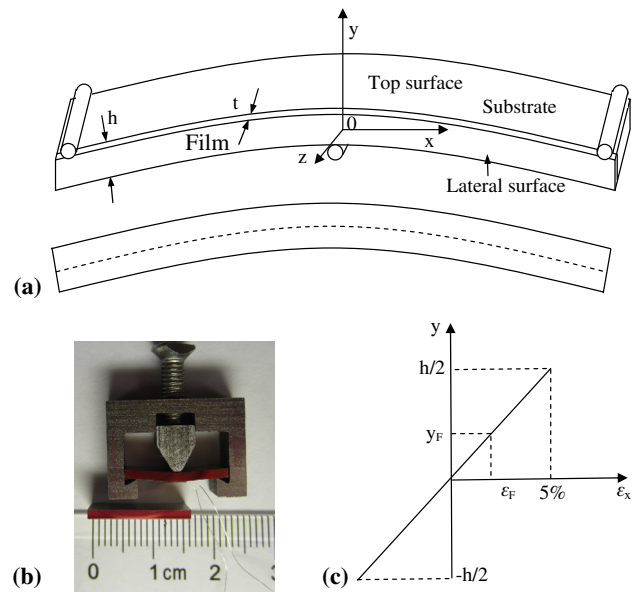 y
Top surface
h
t
Substrate
0
Film
z
x
Lateral surface
(a)
y
h/2
y_F
ε_F
5%
ε_x
-h/2
0
1 cm
2
3
(b)
(c)